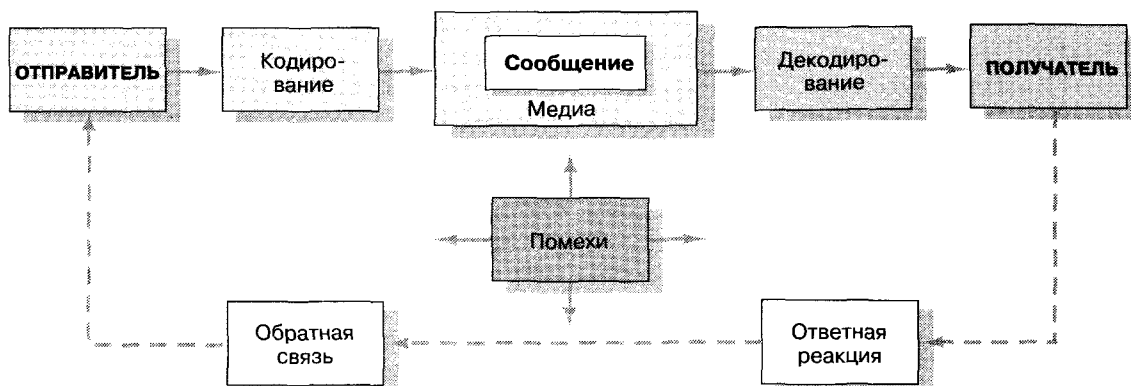 ОТПРАВИТЕЛЬ
Кодиро-
вание
Сообщение
Медиа
Декодиро-
вание
ПОЛУЧАТЕЛЬ
Помехи
Обратная
связь
Ответная
реакция